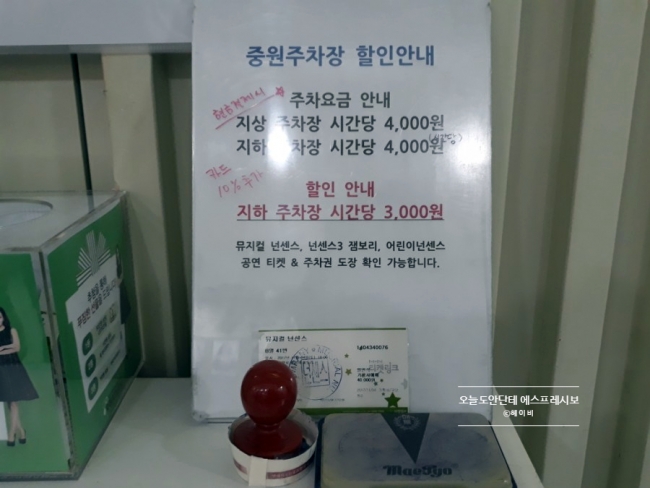 중원주차장 할인안내
현금결제시
주차요금 안내
지상 주차장 시간당 4,000원
지하 주차장 시간당 4,000원
카드
10% 추가
할인 안내
지하 주차장 시간당 3,000원
뮤지컬 넌센스, 넌센스3 잼보리, 어린이넌센스
공연 티켓 & 주차권 도장 확인 가능합니다.
뮤지컬 넌센스
오늘도안단테 에스프레시보
©헤이비